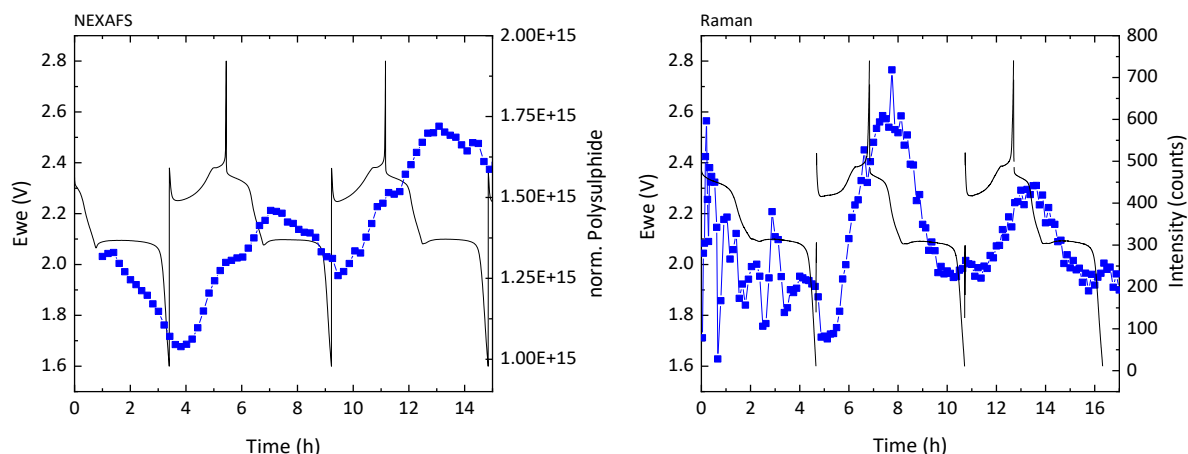 NEXAFS
2.8
2.6
2.4
2.2
2.0
1.8
1.6
Ewe (V)
0 2 4 6 8 10 12 14
Time (h)
2.00E+15
1.75E+15
1.50E+15
1.25E+15
1.00E+15
norm. Polysulphide
Raman
2.8
2.6
2.4
2.2
2.0
1.8
1.6
Ewe (V)
0 2 4 6 8 10 12 14 16
Time (h)
800
700
600
500
400
300
200
100
0
Intensity (counts)